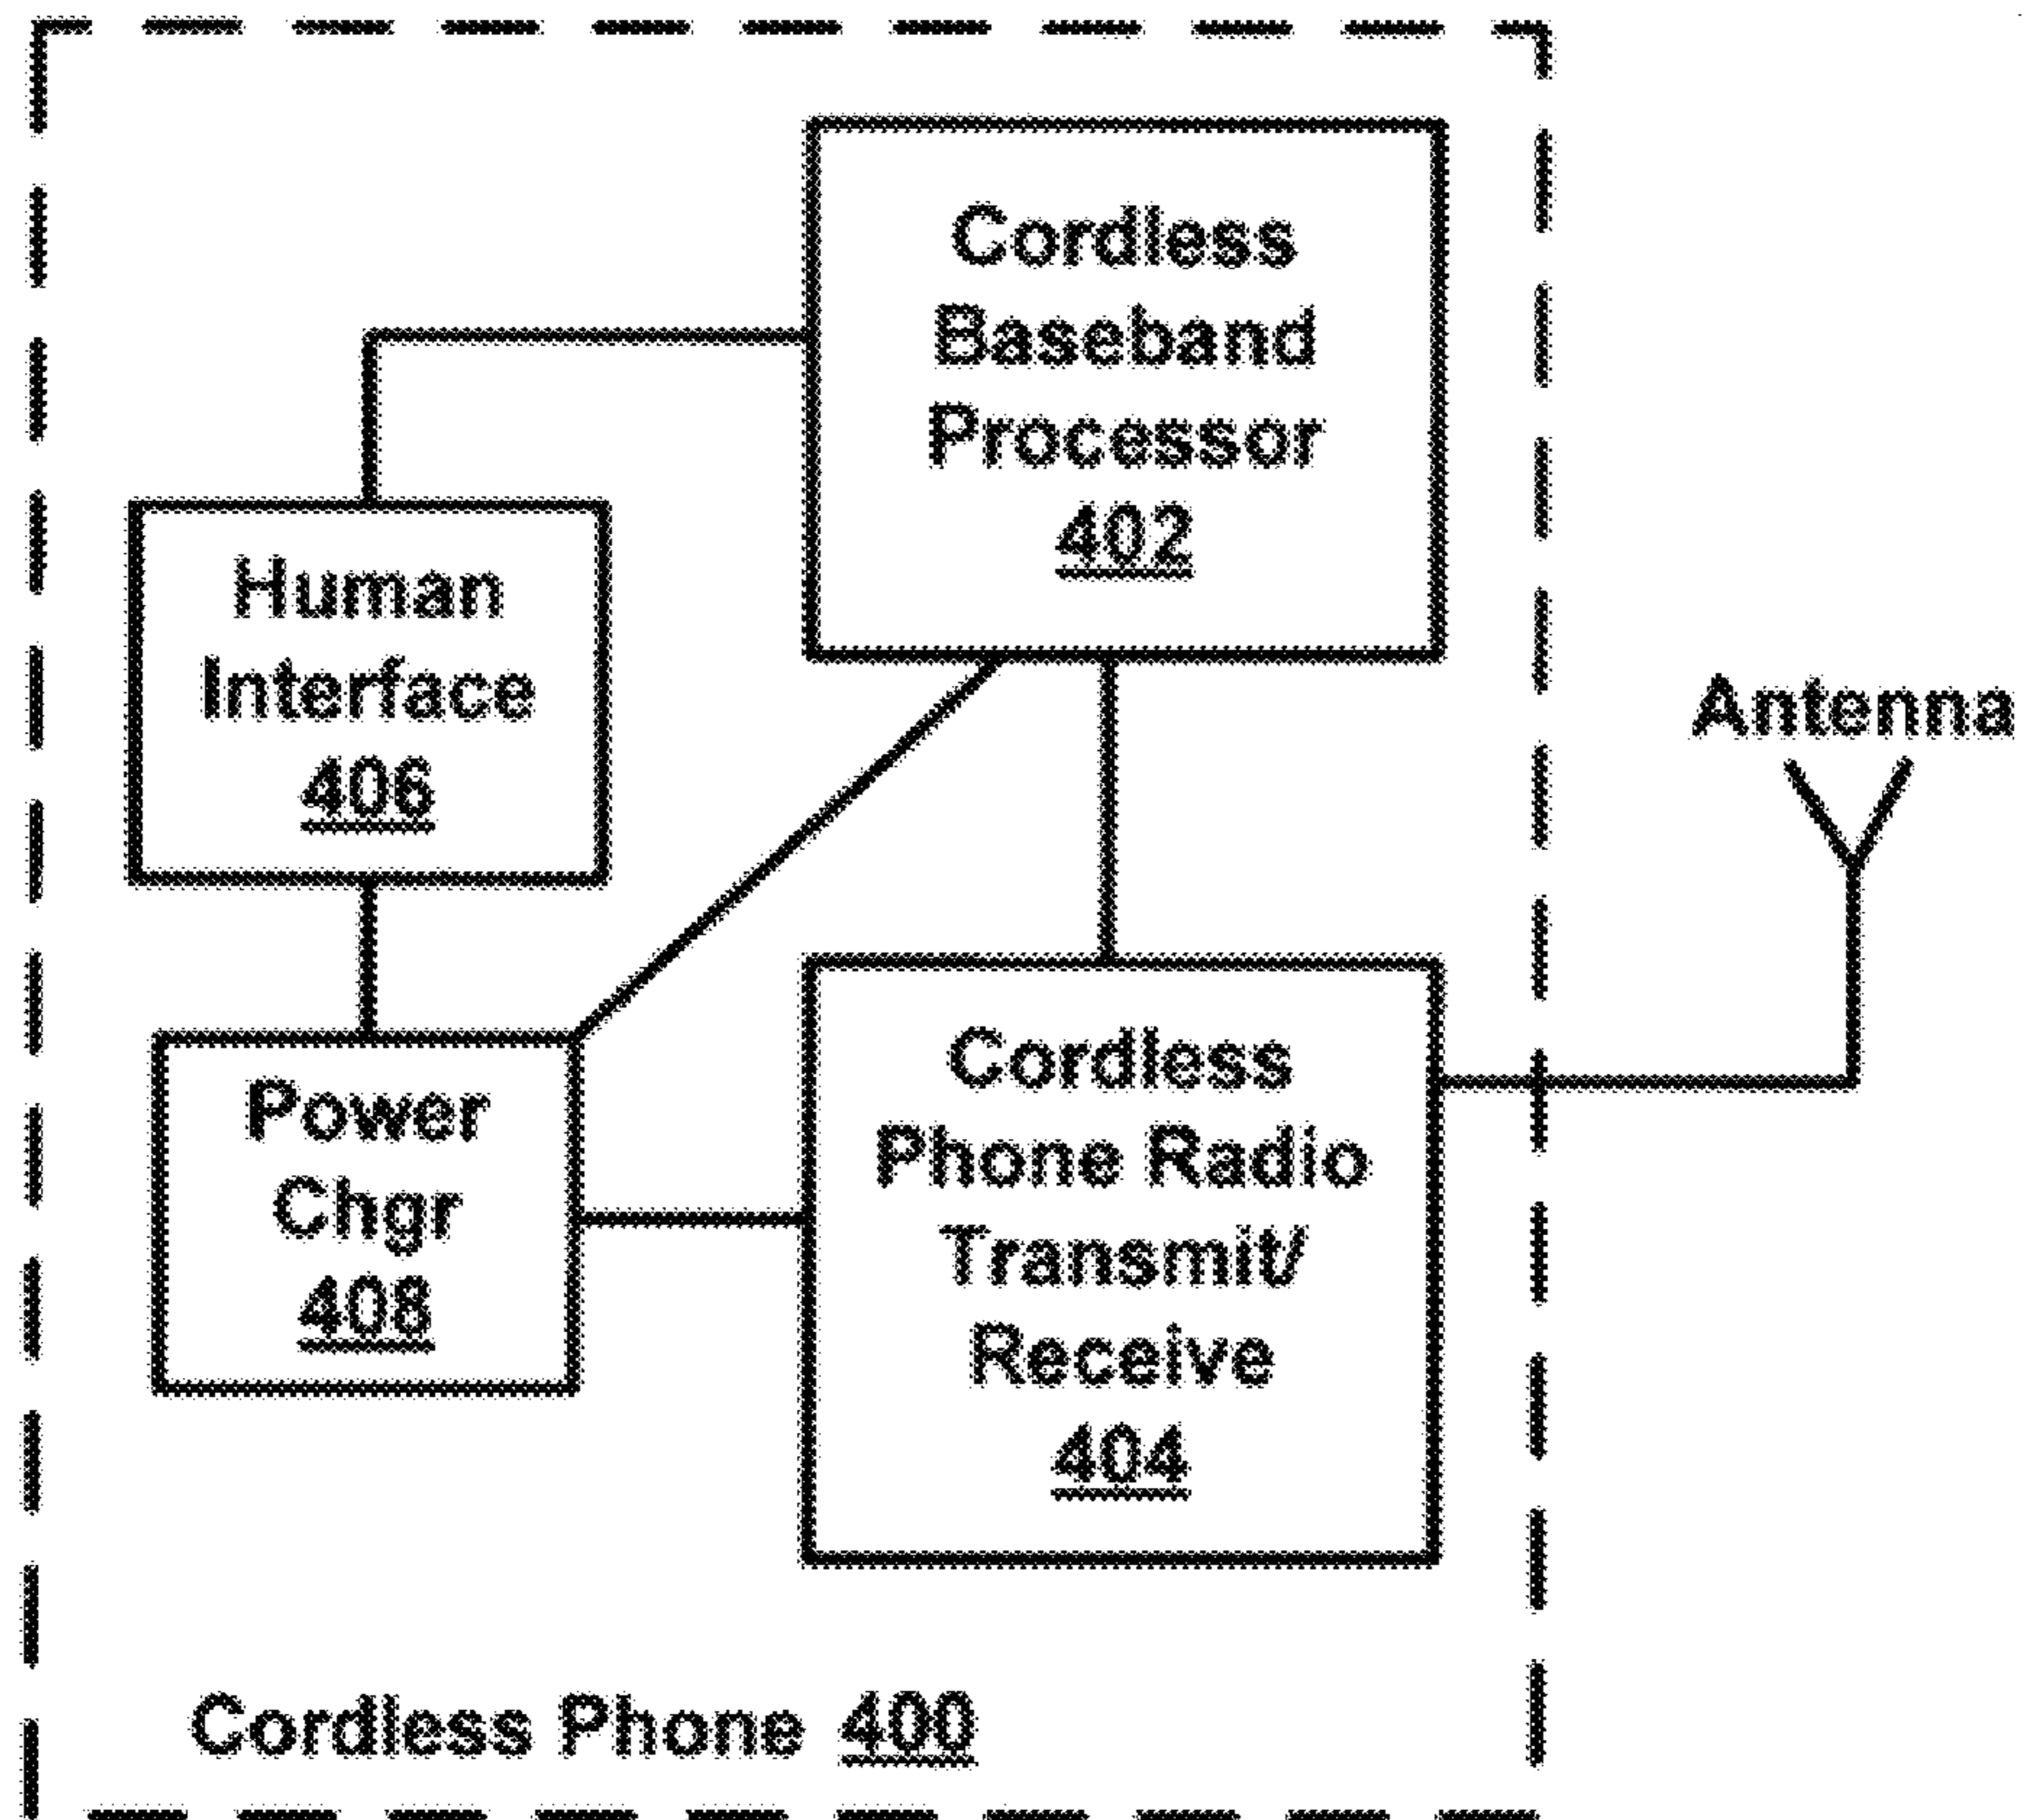 Cordless
Baseband
Processor
402
Human
Interface
406
Antenna
Power
Chgr
408
Cordless
Phone Radio
Transmit/
Receive
404
Cordless Phone 400